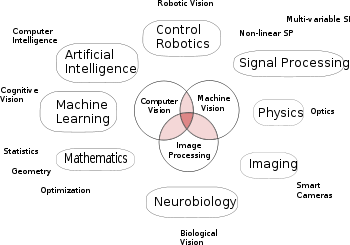 Robotic Vision
Multi-variable SP
Computer
Intelligence
Control
Robotics
Non-linear SP
Artificial
Intelligence
Signal Processing
Cognitive
Vision
Machine
Learning
Computer
Vision
Machine
Vision
Physics
Optics
Image
Processing
Statistics
Mathematics
Geometry
Imaging
Optimization
Smart
Cameras
Neurobiology
Biological
Vision